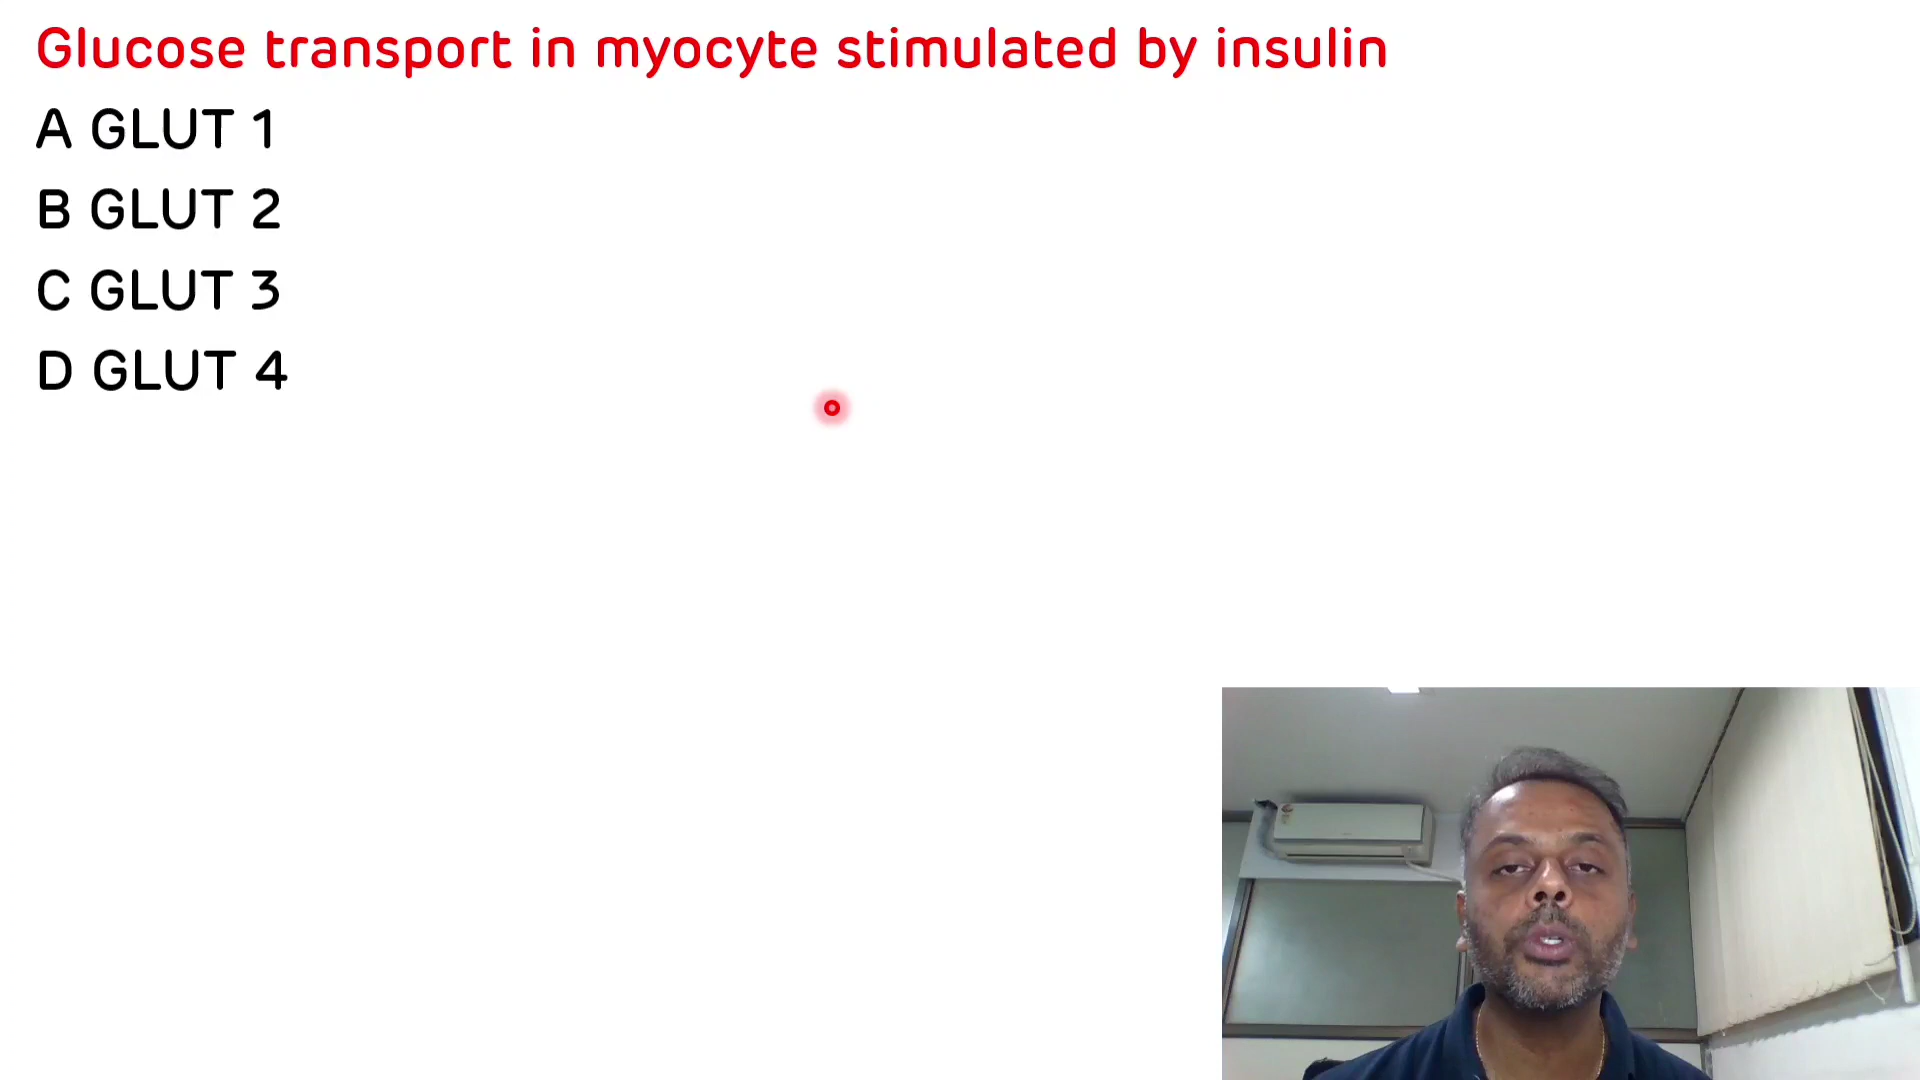 Glucose transport in myocyte stimulated by insulin
A GLUT 1
B GLUT 2
C GLUT 3
D GLUT 4